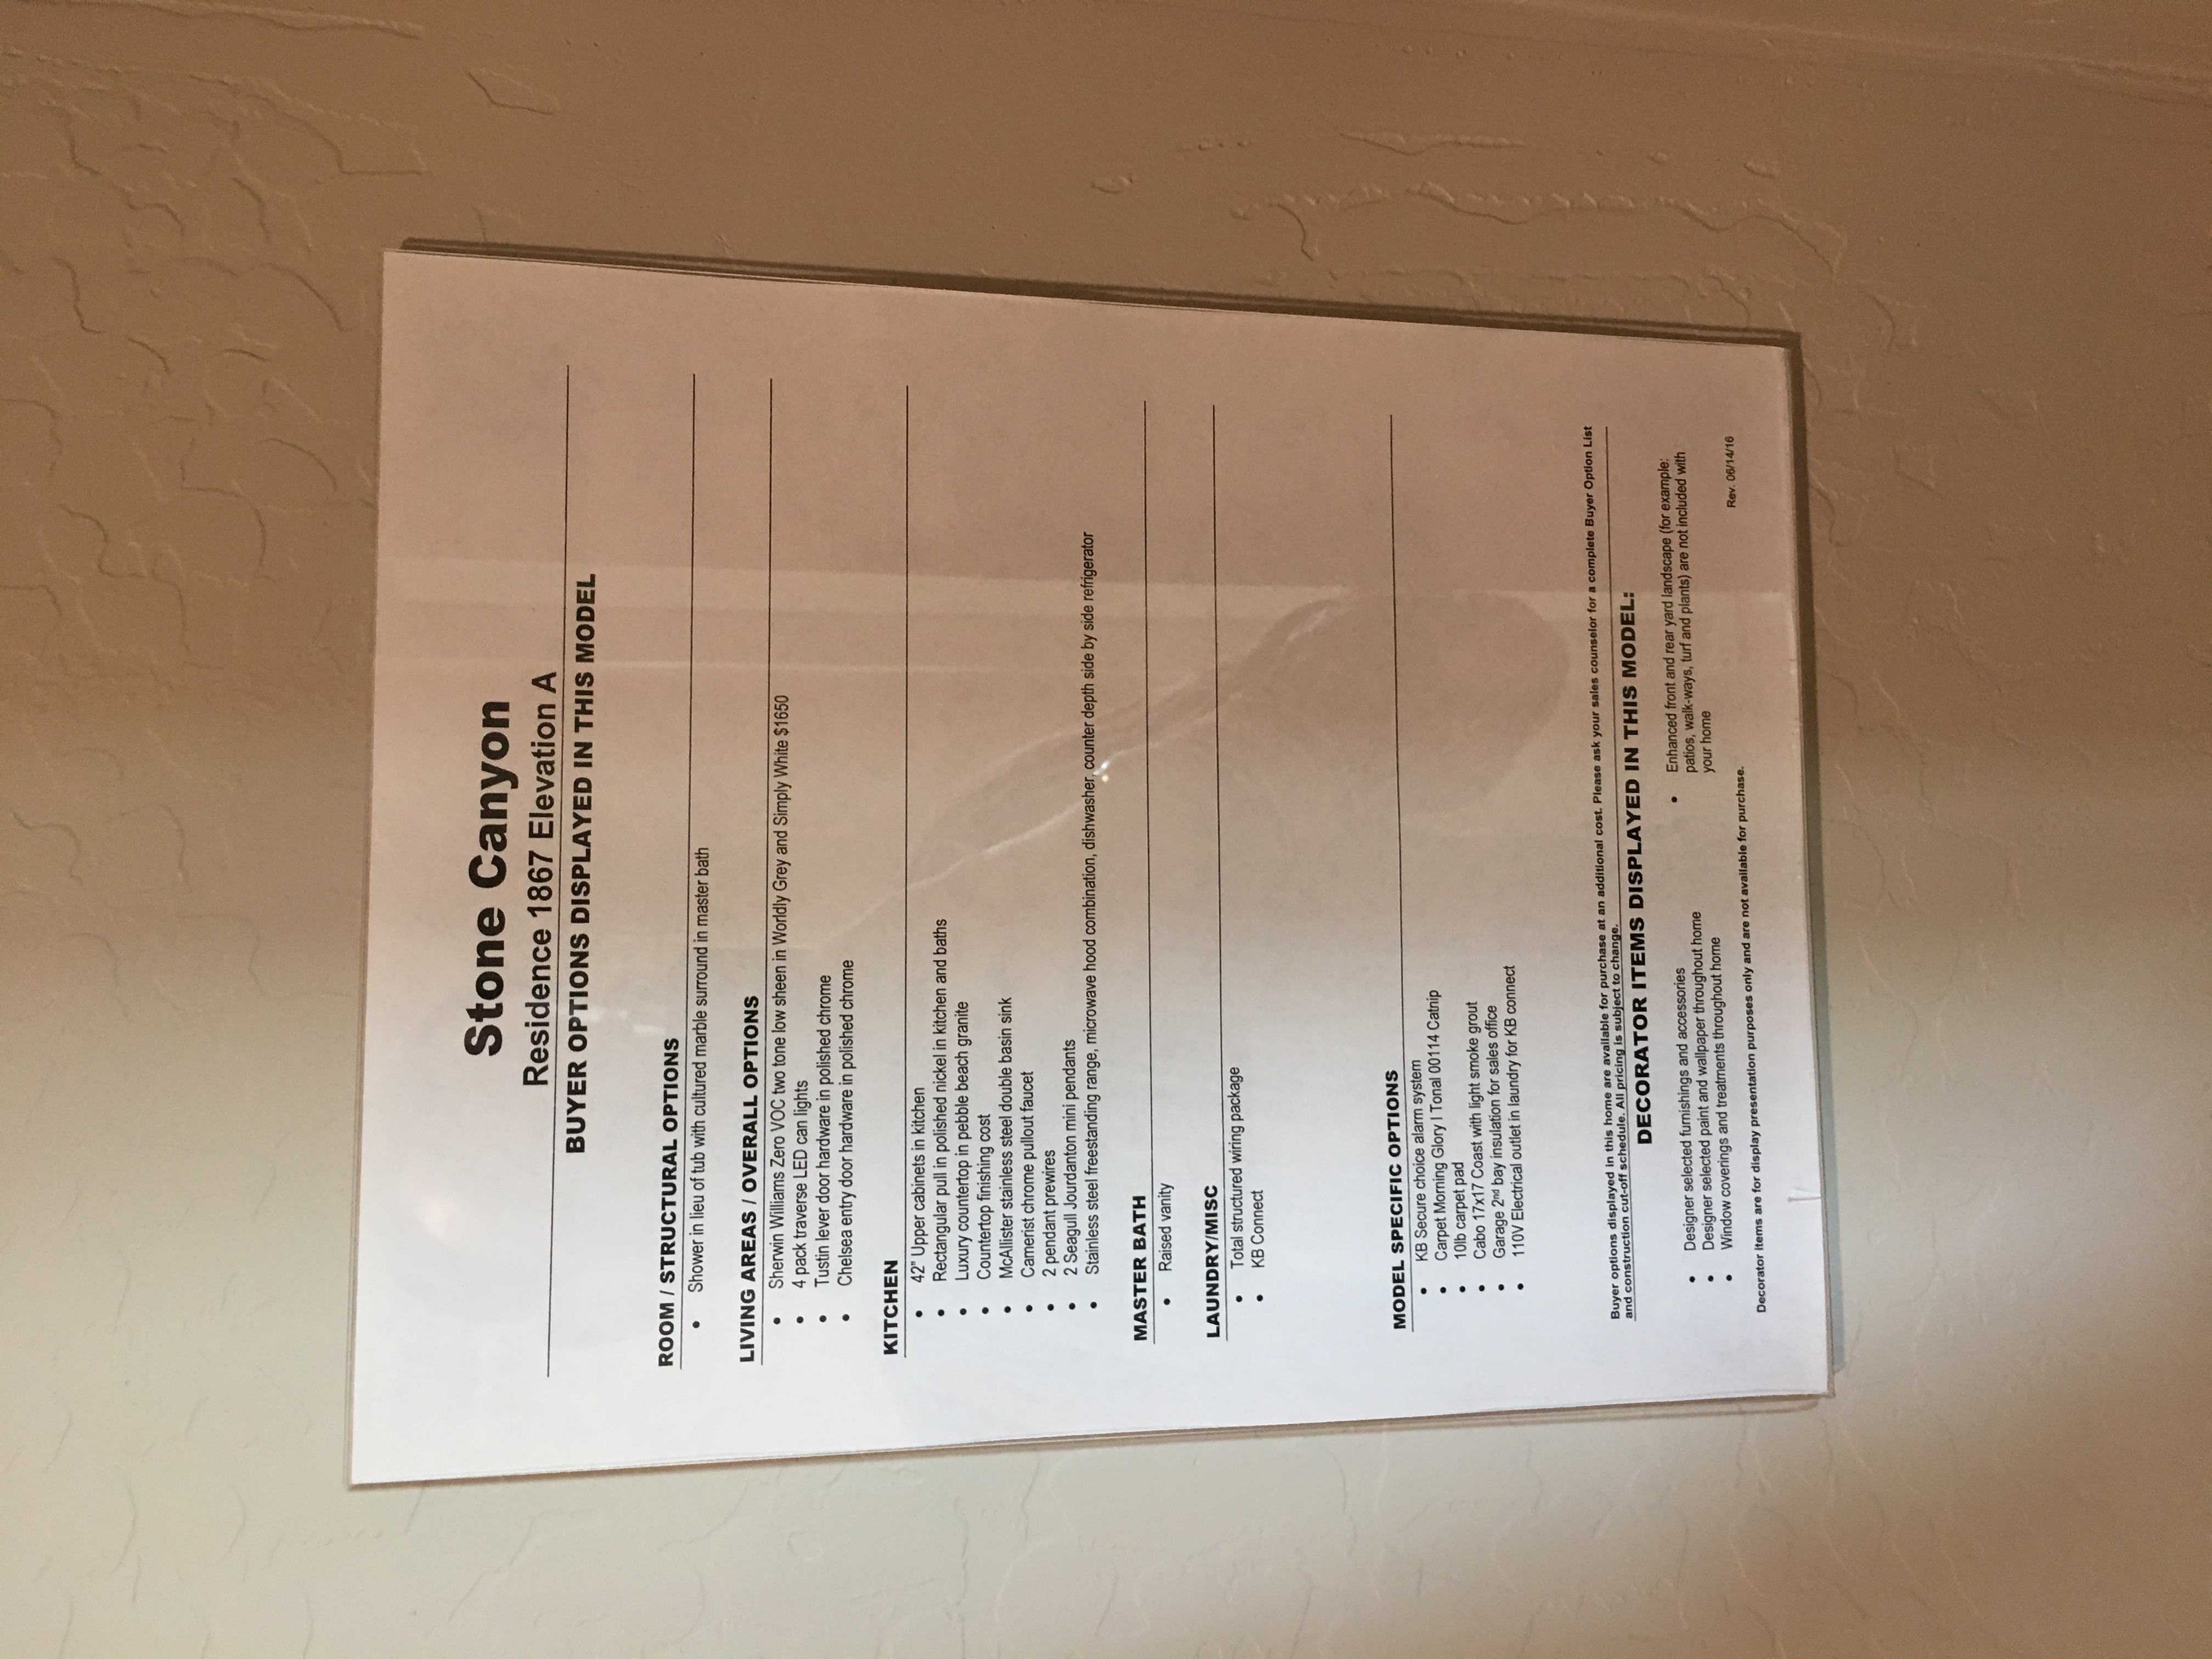 Stone Canyon
Residence 1867 Elevation A
BUYER OPTIONS DISPLAYED IN THIS MODEL
ROOM / STRUCTURAL OPTIONS
• Shower in lieu of tub with cultured marble surround in master bath
LIVING AREAS / OVERALL OPTIONS
• Sherwin Williams Zero VOC two tone low sheen in Worldly Grey and Simply White $1650
• 4 pack traverse LED can lights
• Tustin lever door hardware in polished chrome
• Chelsea entry door hardware in polished chrome
KITCHEN
• 42" Upper cabinets in kitchen
• Rectangular pull in polished nickel in kitchen and baths
• Luxury countertop in pebble beach granite
• Countertop finishing cost
• McAllister stainless steel double basin sink
• Camerist chrome pullout faucet
• 2 pendant prewires
• 2 Seagull Jourdanton mini pendants
• Stainless steel freestanding range, microwave hood combination, dishwasher, counter depth side by side refrigerator
MASTER BATH
• Raised vanity
LAUNDRY/MISC
• Total structured wiring package
• KB Connect
MODEL SPECIFIC OPTIONS
• KB Secure choice alarm system
• Carpet Morning Glory I Tonal 00114 Catnip
• 10lb carpet pad
• Cabo 17x17 Coast with light smoke grout
• Garage 2nd bay insulation for sales office
• 110V Electrical outlet in laundry for KB connect
Buyer options displayed in this home are available for purchase at an additional cost. Please ask your sales counselor for a complete Buyer Option List
and construction cut-off schedule. All pricing is subject to change.
DECORATOR ITEMS DISPLAYED IN THIS MODEL:
• Designer selected furnishings and accessories
• Designer selected paint and wallpaper throughout home
• Window coverings and treatments throughout home
• Enhanced front and rear yard landscape (for example:
patios, walk-ways, turf and plants) are not included with
your home
Rev. 06/14/16
Decorator items are for display presentation purposes only and are not available for purchase.